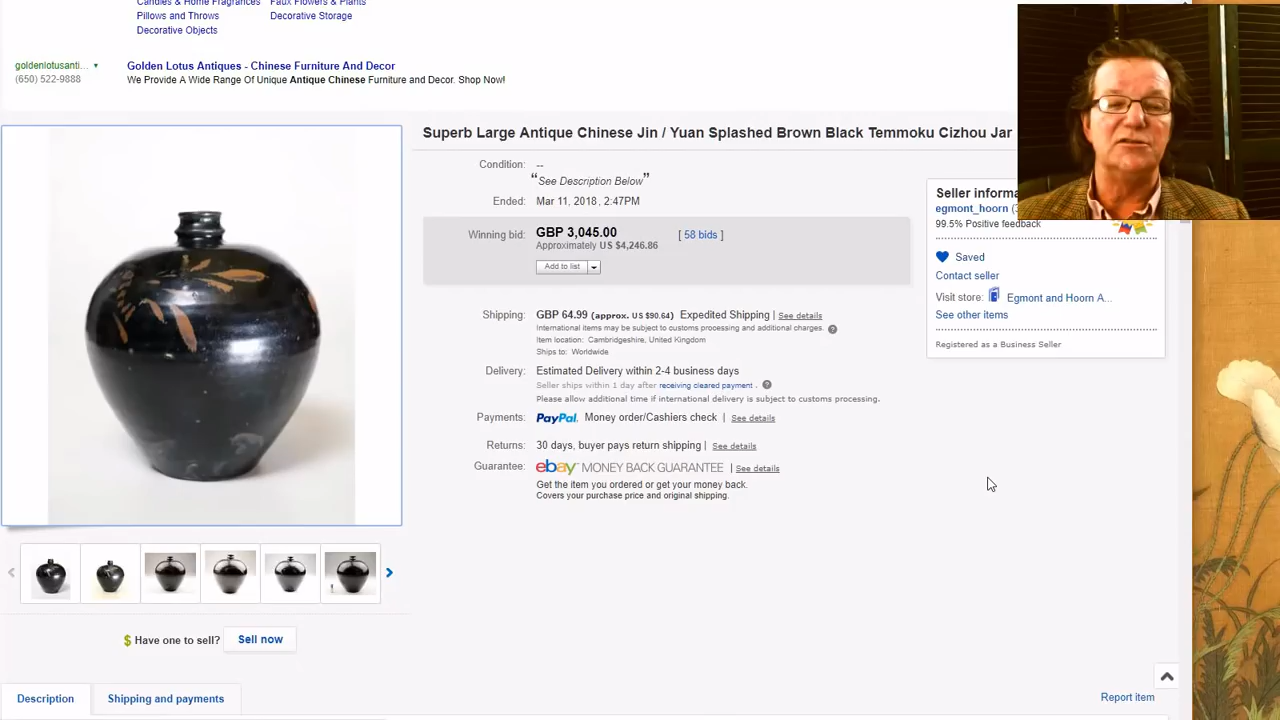 Candles & Home Fragrances
Faux Flowers & Plants
Pillows and Throws
Decorative Storage
Decorative Objects
goldenlotusanti...
(650) 522-9888
Golden Lotus Antiques - Chinese Furniture And Decor
We Provide A Wide Range Of Unique Antique Chinese Furniture and Decor. Shop Now!
Superb Large Antique Chinese Jin / Yuan Splashed Brown Black Temmoku Cizhou Jar
Condition: --
“See Description Below”
Ended: Mar 11, 2018 , 2:47PM
Winning bid: GBP 3,045.00 [ 58 bids ]
Approximately US $4,246.86
Add to list
Shipping: GBP 64.99 (approx. US $90.64) Expedited Shipping | See details
International items may be subject to customs processing and additional charges.
Item location: Cambridgeshire, United Kingdom
Ships to: Worldwide
Delivery: Estimated Delivery within 2-4 business days
Seller ships within 1 day after receiving cleared payment .
Please allow additional time if international delivery is subject to customs processing.
Payments: PayPal, Money order/Cashiers check | See details
Returns: 30 days, buyer pays return shipping | See details
Guarantee: ebay MONEY BACK GUARANTEE | See details
Get the item you ordered or get your money back.
Covers your purchase price and original shipping.
Seller informa
egmont_hoorn
99.5% Positive feedback
Saved
Contact seller
Visit store: Egmont and Hoorn A...
See other items
Registered as a Business Seller
$ Have one to sell? Sell now
Description
Shipping and payments
Report item